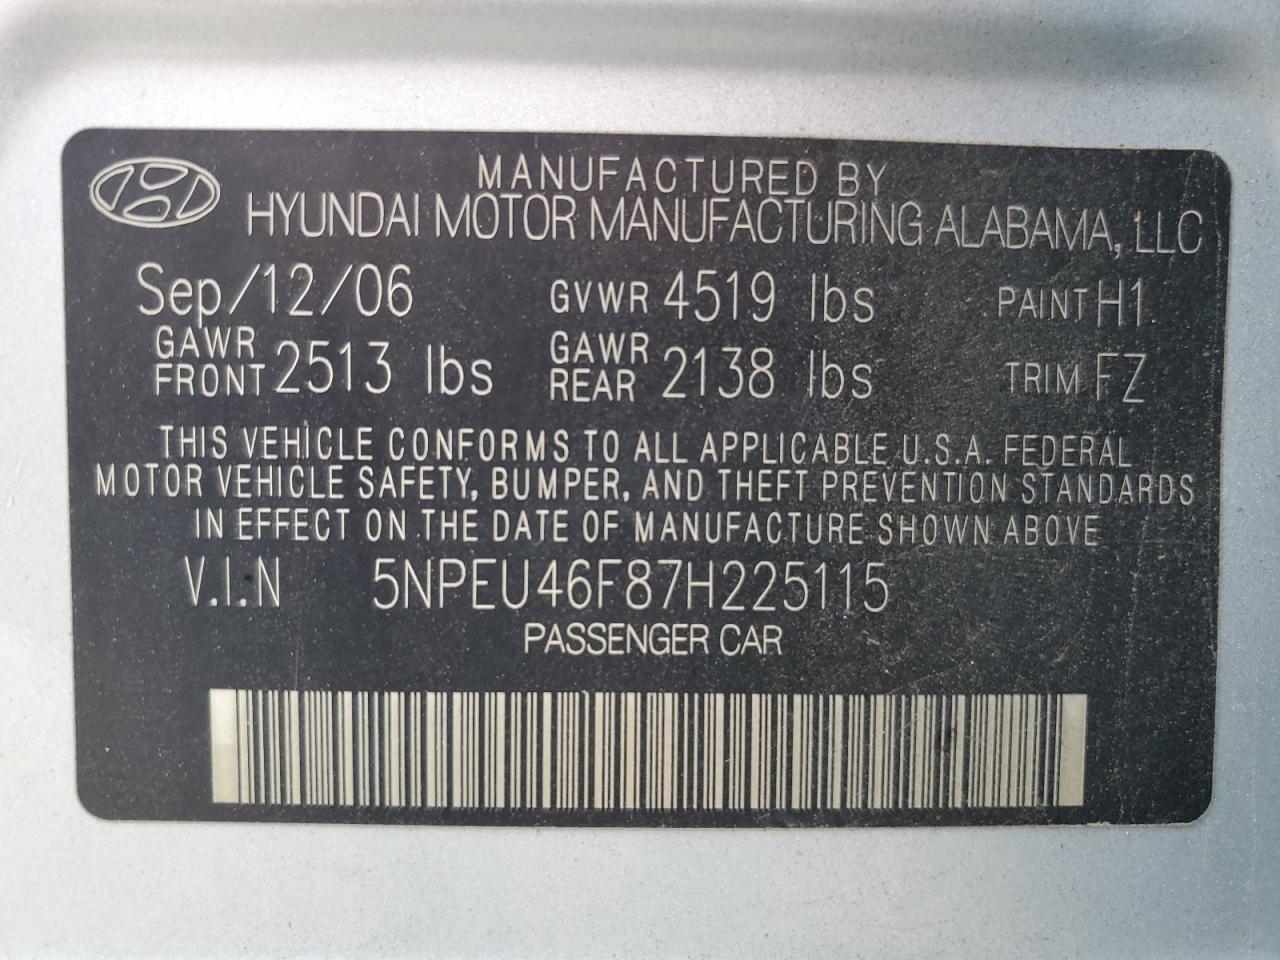 MANUFACTURED BY
HYUNDAI MOTOR MANUFACTURING ALABAMA, LLC
Sep/12/06 GVWR 4519 lbs PAINT H1
GAWR FRONT 2513 lbs GAWR REAR 2138 lbs TRIM FZ
THIS VEHICLE CONFORMS TO ALL APPLICABLE U.S.A. FEDERAL
MOTOR VEHICLE SAFETY, BUMPER, AND THEFT PREVENTION STANDARDS
IN EFFECT ON THE DATE OF MANUFACTURE SHOWN ABOVE
V.I.N 5NPEU46F87H225115
PASSENGER CAR